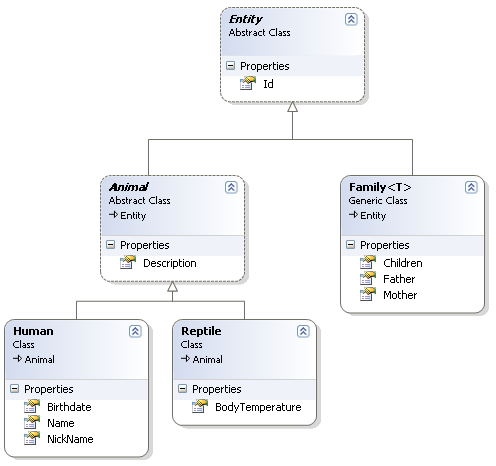 Entity
Abstract Class
Properties
Id
Animal
Abstract Class
Entity
Properties
Description
Family<T>
Generic Class
Entity
Properties
Children
Father
Mother
Human
Class
Animal
Properties
Birthdate
Name
NickName
Reptile
Class
Animal
Properties
BodyTemperature